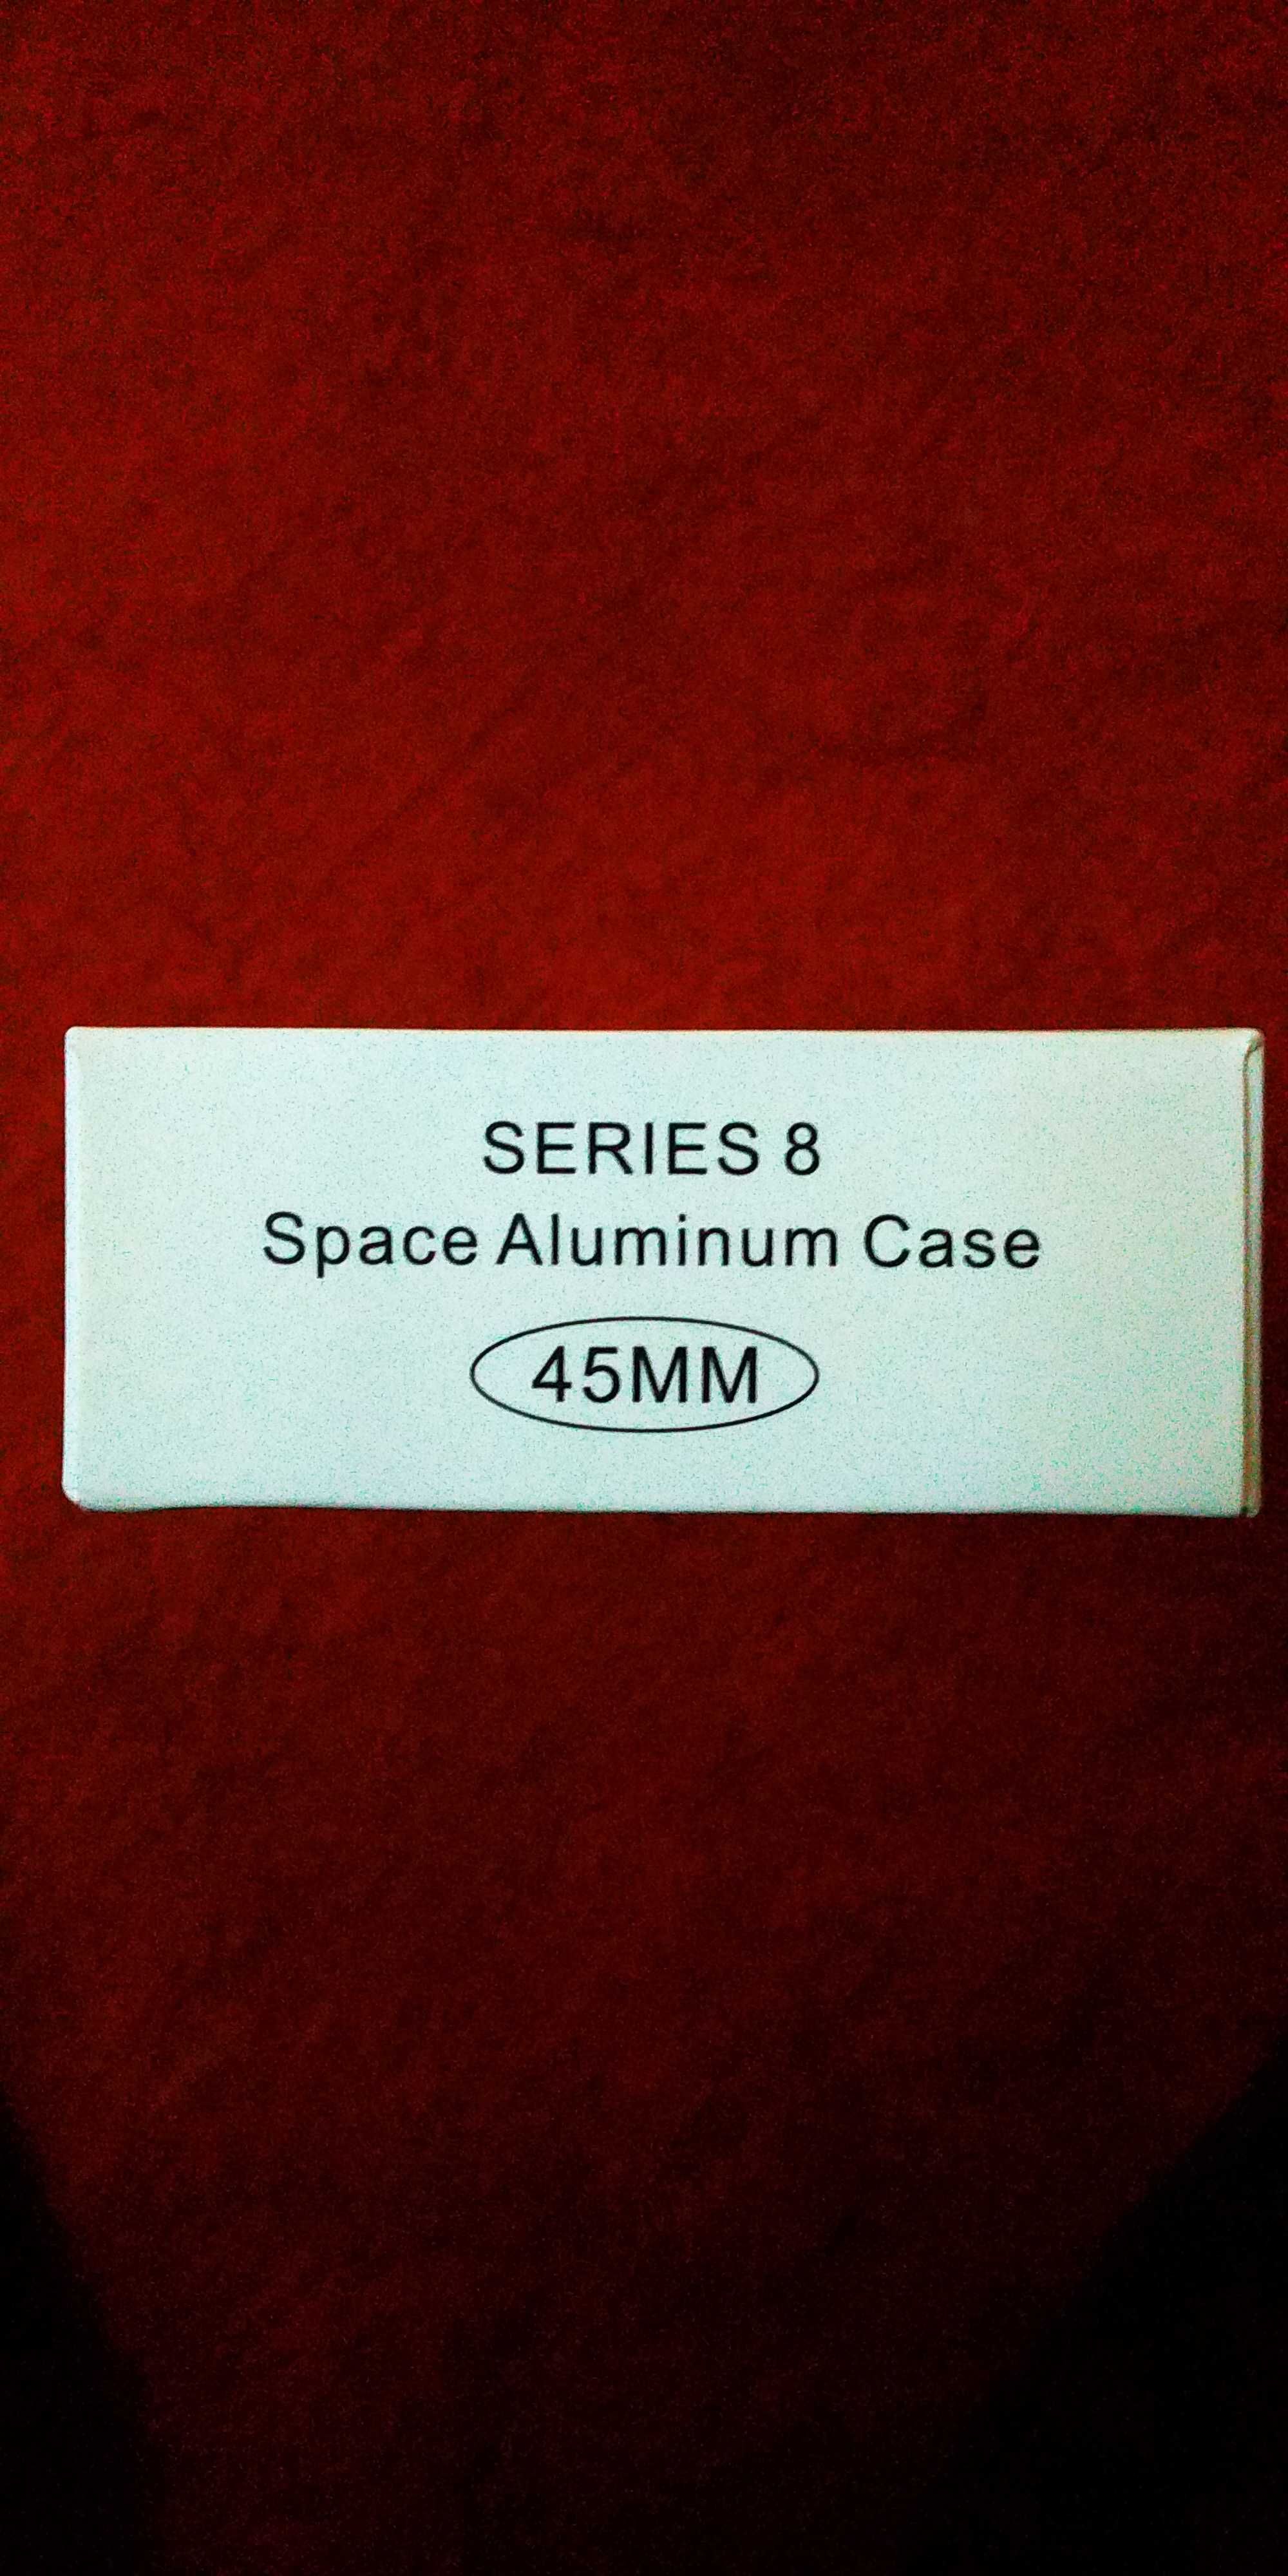 SERIES 8
Space Aluminum Case
45MM